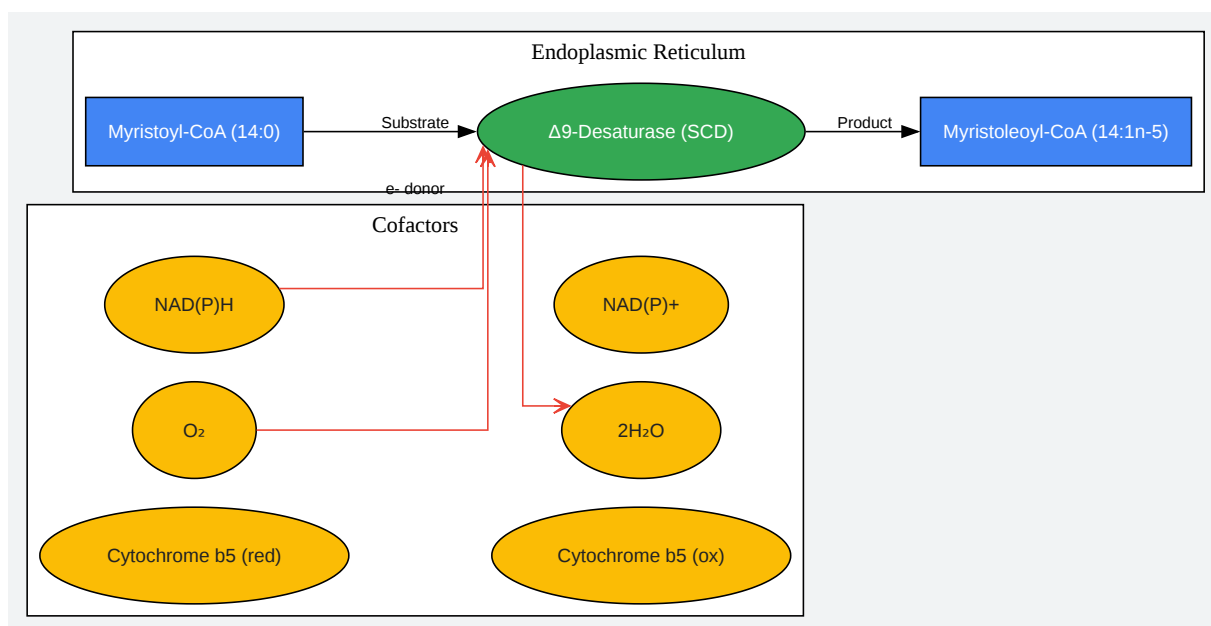 Endoplasmic Reticulum
Myristoyl-CoA (14:0)
Substrate
Δ9-Desaturase (SCD)
Product
Myristoleoyl-CoA (14:1n-5)
e- donor
Cofactors
NAD(P)H
NAD(P)+
O₂
2H₂O
Cytochrome b5 (red)
Cytochrome b5 (ox)